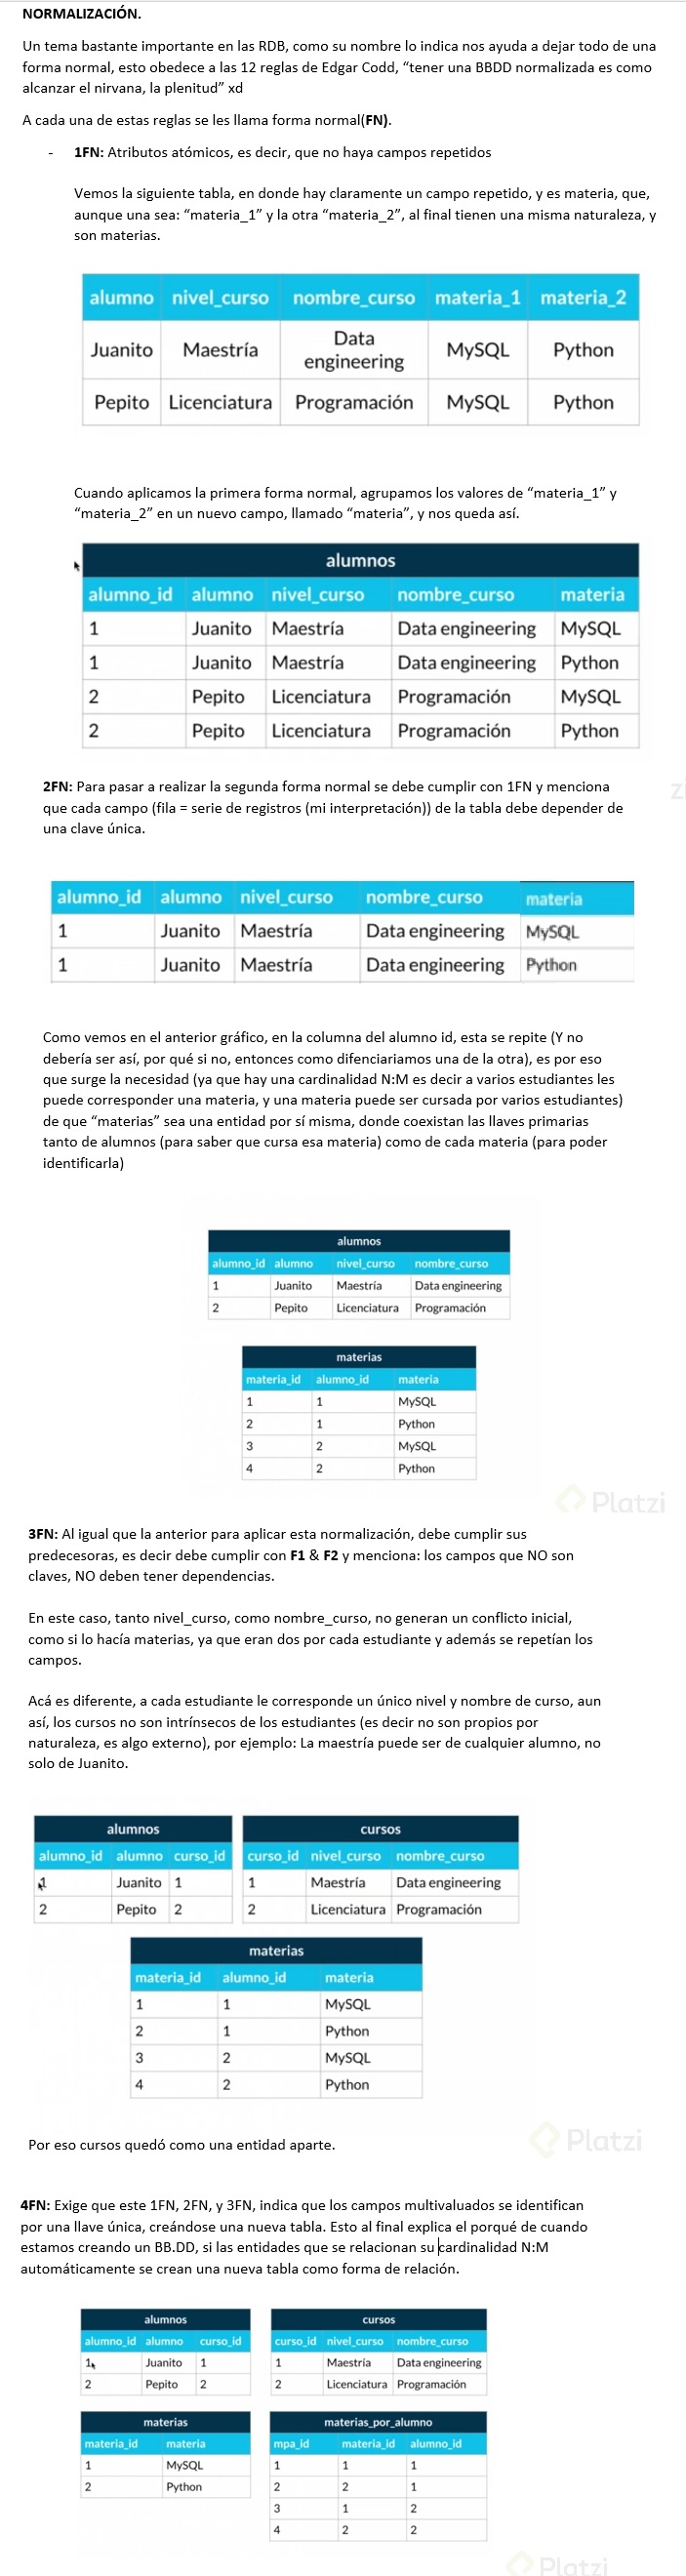 NORMALIZACIÓN.
Un tema bastante importante en las RDB, como su nombre lo indica nos ayuda a dejar todo de una
forma normal, esto obedece a las 12 reglas de Edgar Codd, “tener una BBDD normalizada es como
alcanzar el nirvana, la plenitud” xd
A cada una de estas reglas se les llama forma normal(FN).
- 1FN: Atributos atómicos, es decir, que no haya campos repetidos
Vemos la siguiente tabla, en donde hay claramente un campo repetido, y es materia, que,
aunque una sea: “materia_1” y la otra “materia_2”, al final tienen una misma naturaleza, y
son materias.
alumno nivel_curso nombre_curso materia_1 materia_2
Juanito Maestría Data engineering MySQL Python
Pepito Licenciatura Programación MySQL Python
Cuando aplicamos la primera forma normal, agrupamos los valores de “materia_1” y
“materia_2” en un nuevo campo, llamado “materia”, y nos queda así.
alumnos
alumno_id alumno nivel_curso nombre_curso materia
1 Juanito Maestría Data engineering MySQL
1 Juanito Maestría Data engineering Python
2 Pepito Licenciatura Programación MySQL
2 Pepito Licenciatura Programación Python
2FN: Para pasar a realizar la segunda forma normal se debe cumplir con 1FN y menciona
que cada campo (fila = serie de registros (mi interpretación)) de la tabla debe depender de
una clave única.
zi
alumno_id alumno nivel_curso nombre_curso materia
1 Juanito Maestría Data engineering MySQL
1 Juanito Maestría Data engineering Python
Como vemos en el anterior gráfico, en la columna del alumno id, esta se repite (Y no
debería ser así, por qué si no, entonces como difenciariamos una de la otra), es por eso
que surge la necesidad (ya que hay una cardinalidad N:M es decir a varios estudiantes les
puede corresponder una materia, y una materia puede ser cursada por varios estudiantes)
de que “materias” sea una entidad por sí misma, donde coexistan las llaves primarias
tanto de alumnos (para saber que cursa esa materia) como de cada materia (para poder
identificarla)
alumnos
alumno_id alumno nivel_curso nombre_curso
1 Juanito Maestría Data engineering
2 Pepito Licenciatura Programación
materias
materia_id alumno_id materia
1 1 MySQL
2 1 Python
3 2 MySQL
4 2 Python
Platzi
3FN: Al igual que la anterior para aplicar esta normalización, debe cumplir sus
predecesoras, es decir debe cumplir con F1 & F2 y menciona: los campos que NO son
claves, NO deben tener dependencias.
En este caso, tanto nivel_curso, como nombre_curso, no generan un conflicto inicial,
como si lo hacía materias, ya que eran dos por cada estudiante y además se repetían los
campos.
Acá es diferente, a cada estudiante le corresponde un único nivel y nombre de curso, aun
así, los cursos no son intrínsecos de los estudiantes (es decir no son propios por
naturaleza, es algo externo), por ejemplo: La maestría puede ser de cualquier alumno, no
solo de Juanito.
alumnos
alumno_id alumno curso_id
1 Juanito 1
2 Pepito 2
cursos
curso_id nivel_curso nombre_curso
1 Maestría Data engineering
2 Licenciatura Programación
materias
materia_id alumno_id materia
1 1 MySQL
2 1 Python
3 2 MySQL
4 2 Python
Por eso cursos quedó como una entidad aparte.
Platzi
4FN: Exige que este 1FN, 2FN, y 3FN, indica que los campos multivaluados se identifican
por una llave única, creándose una nueva tabla. Esto al final explica el porqué de cuando
estamos creando un BB.DD, si las entidades que se relacionan su cardinalidad N:M
automáticamente se crean una nueva tabla como forma de relación.
alumnos
alumno_id alumno curso_id
1 Juanito 1
2 Pepito 2
cursos
curso_id nivel_curso nombre_curso
1 Maestría Data engineering
2 Licenciatura Programación
materias
materia_id materia
1 MySQL
2 Python
materias_por_alumno
mpa_id materia_id alumno_id
1 1 1
2 2 1
3 1 2
4 2 2
Platzi